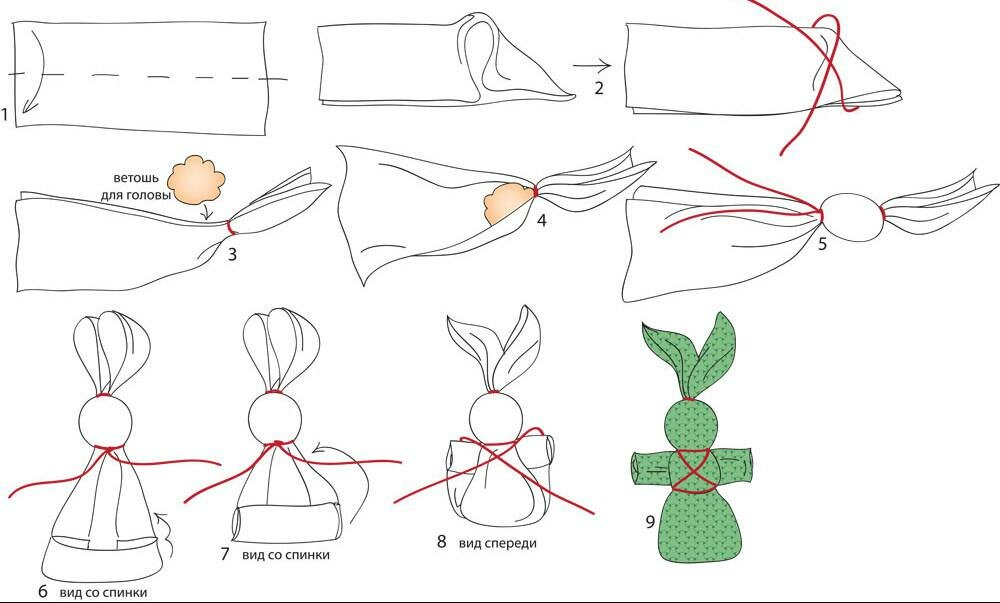 1
2
ветошь
для головы
3
4
5
6 вид со спинки
7 вид со спинки
8 вид спереди
9